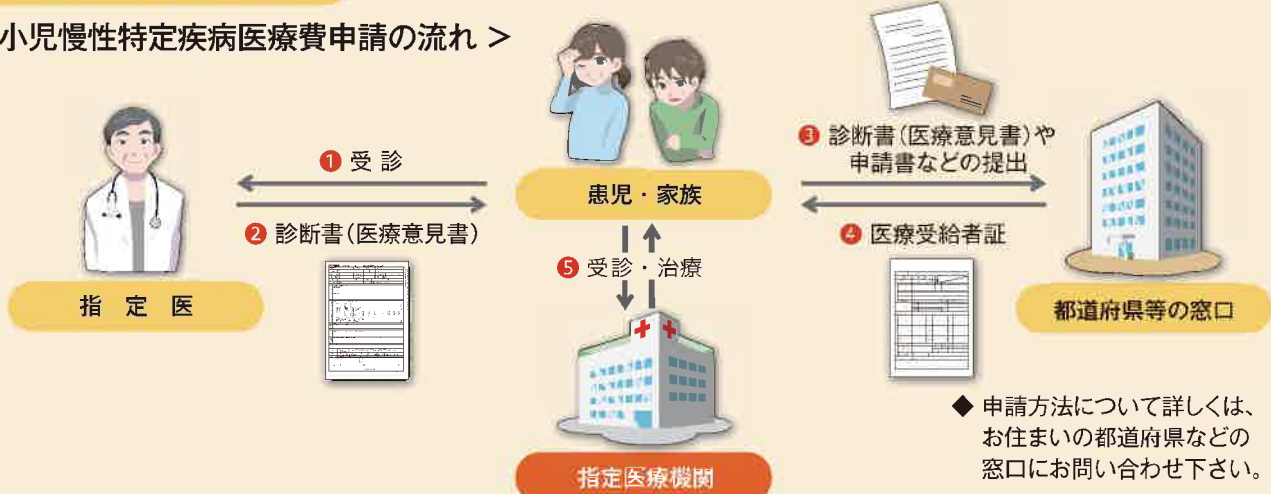 小児慢性特定疾病医療費申請の流れ >
❶ 受 診
❷ 診断書(医療意見書)
指 定 医
患児・家族
❺ 受診・治療
指定医療機関
❸ 診断書(医療意見書)や
申請書などの提出
❹ 医療受給者証
都道府県等の窓口
◆ 申請方法について詳しくは、
お住まいの都道府県などの
窓口にお問い合わせ下さい。